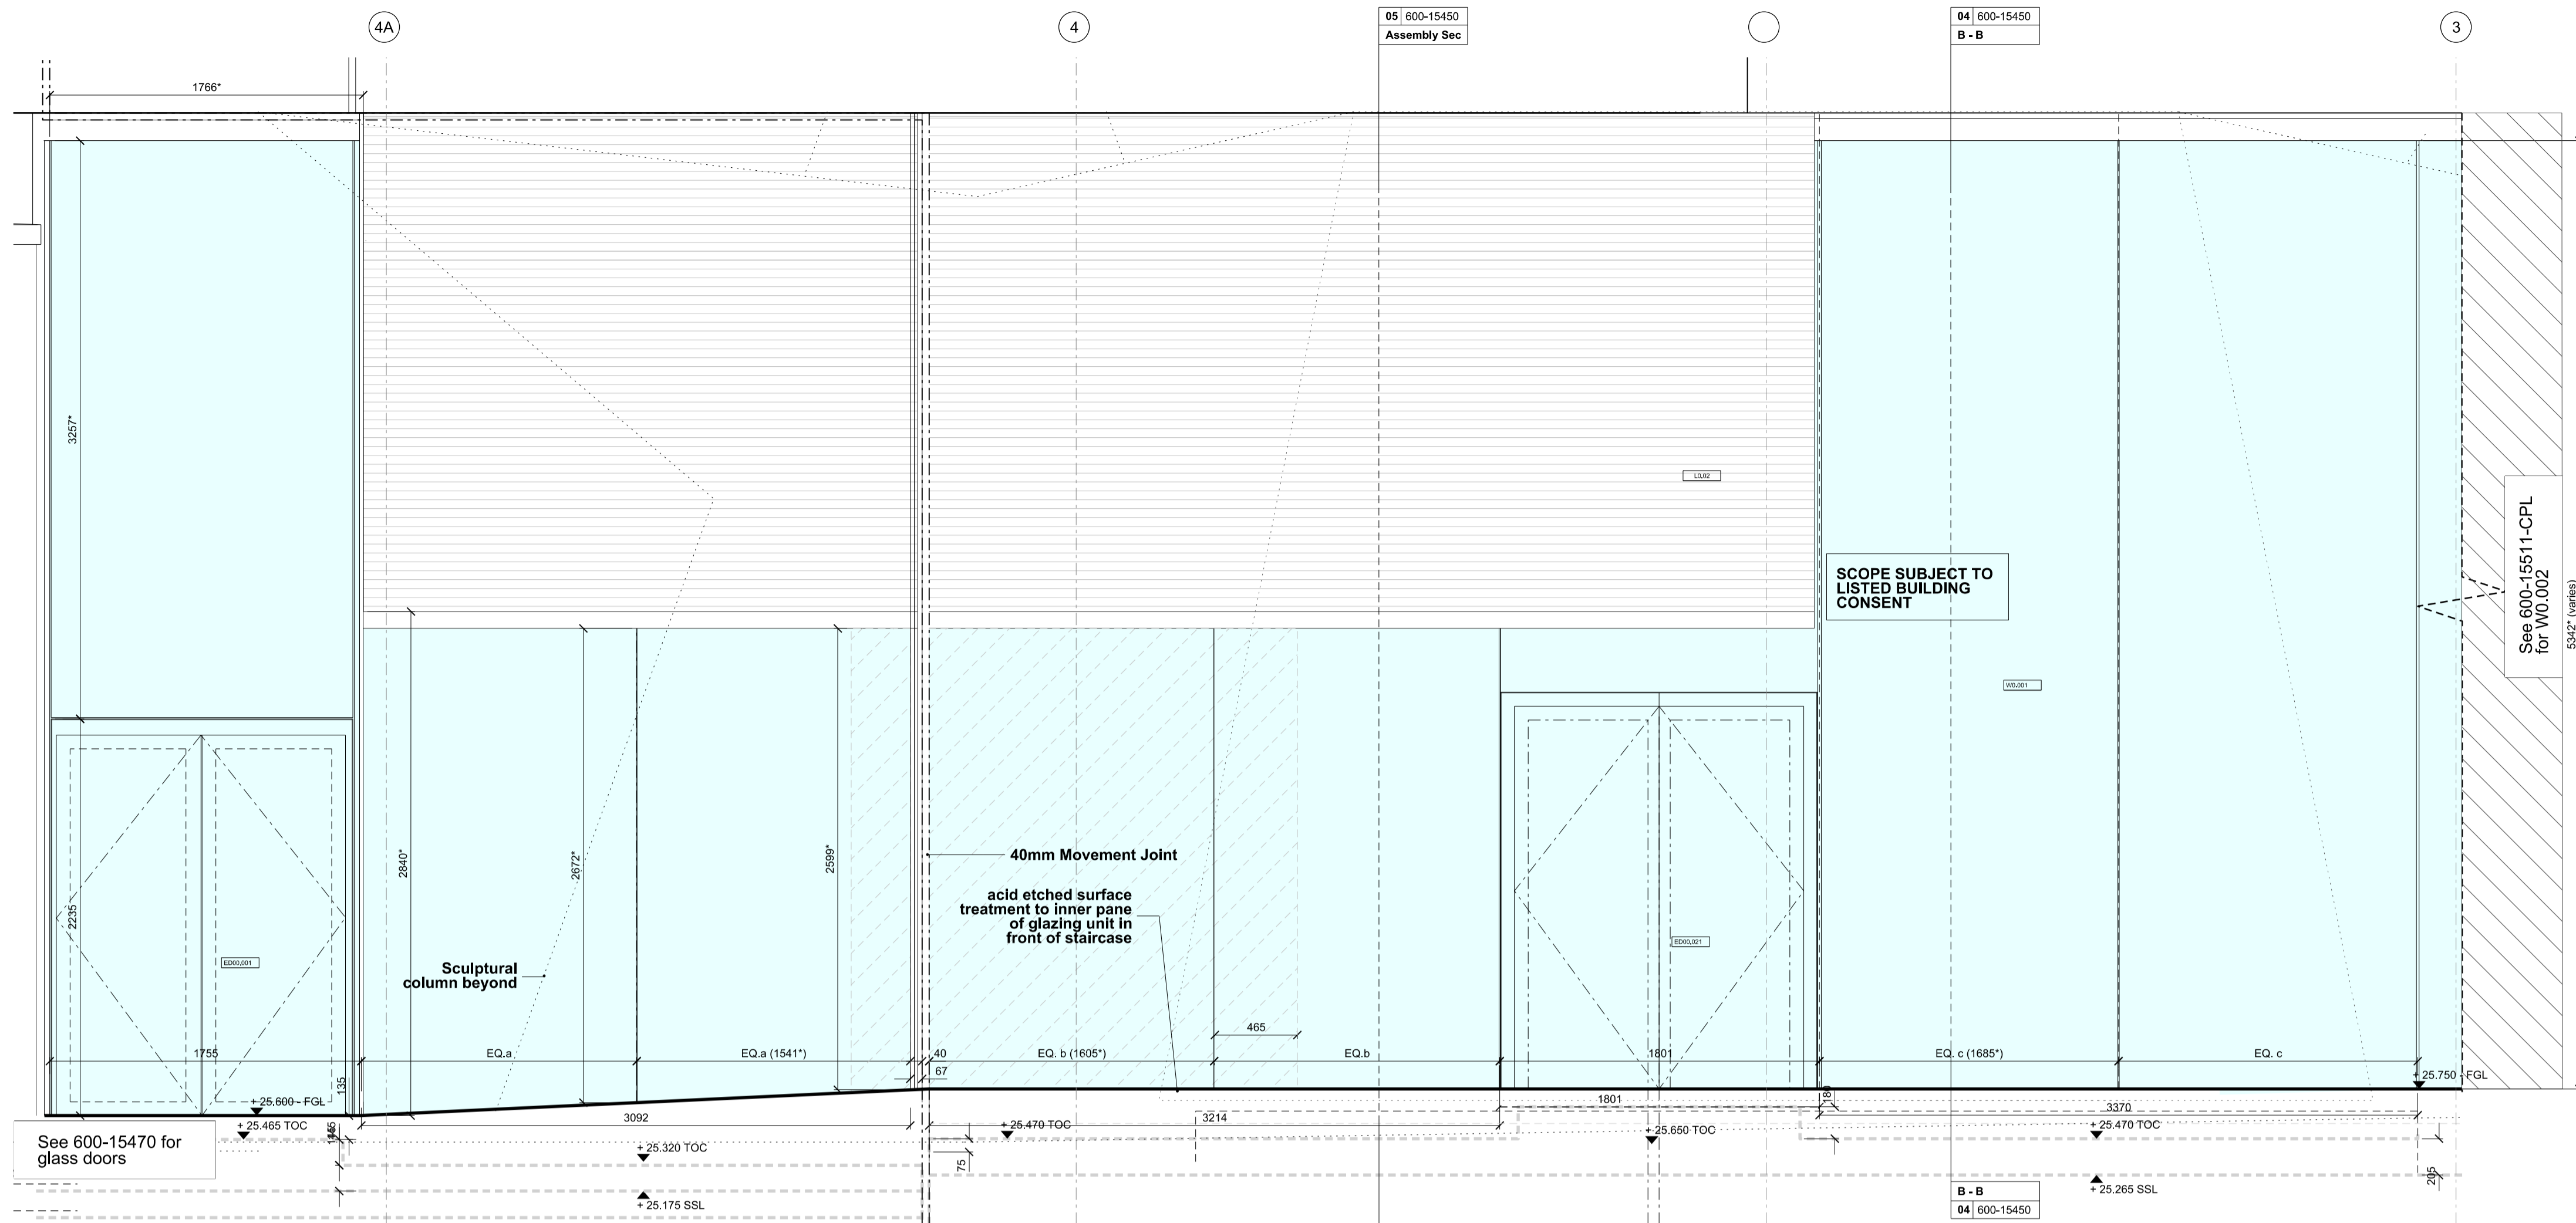 4A
4
05 600-15450
Assembly Sec
04 600-15450
B - B
3
1766*
3257*
L0.02
SCOPE SUBJECT TO
LISTED BUILDING
CONSENT
See 600-15511-CPL
for W0.002
5342* (varies)
W0.001
2235
2840*
2672*
2599*
40mm Movement Joint
acid etched surface
treatment to inner pane
of glazing unit in
front of staircase
ED00.001
ED00.021
Sculptural
column beyond
465
1755
EQ.a
EQ.a (1541*)
40
EQ. b (1605*)
EQ.b
1801
EQ. c (1685*)
EQ. c
67
135
+ 25.750 - FGL
+ 25.600 - FGL
1801
180
3370
3092
3214
+ 25.465 TOC
+ 25.470 TOC
+ 25.650 TOC
+ 25.470 TOC
See 600-15470 for
glass doors
+ 25.320 TOC
75
205
+ 25.175 SSL
+ 25.265 SSL
B - B
04 600-15450